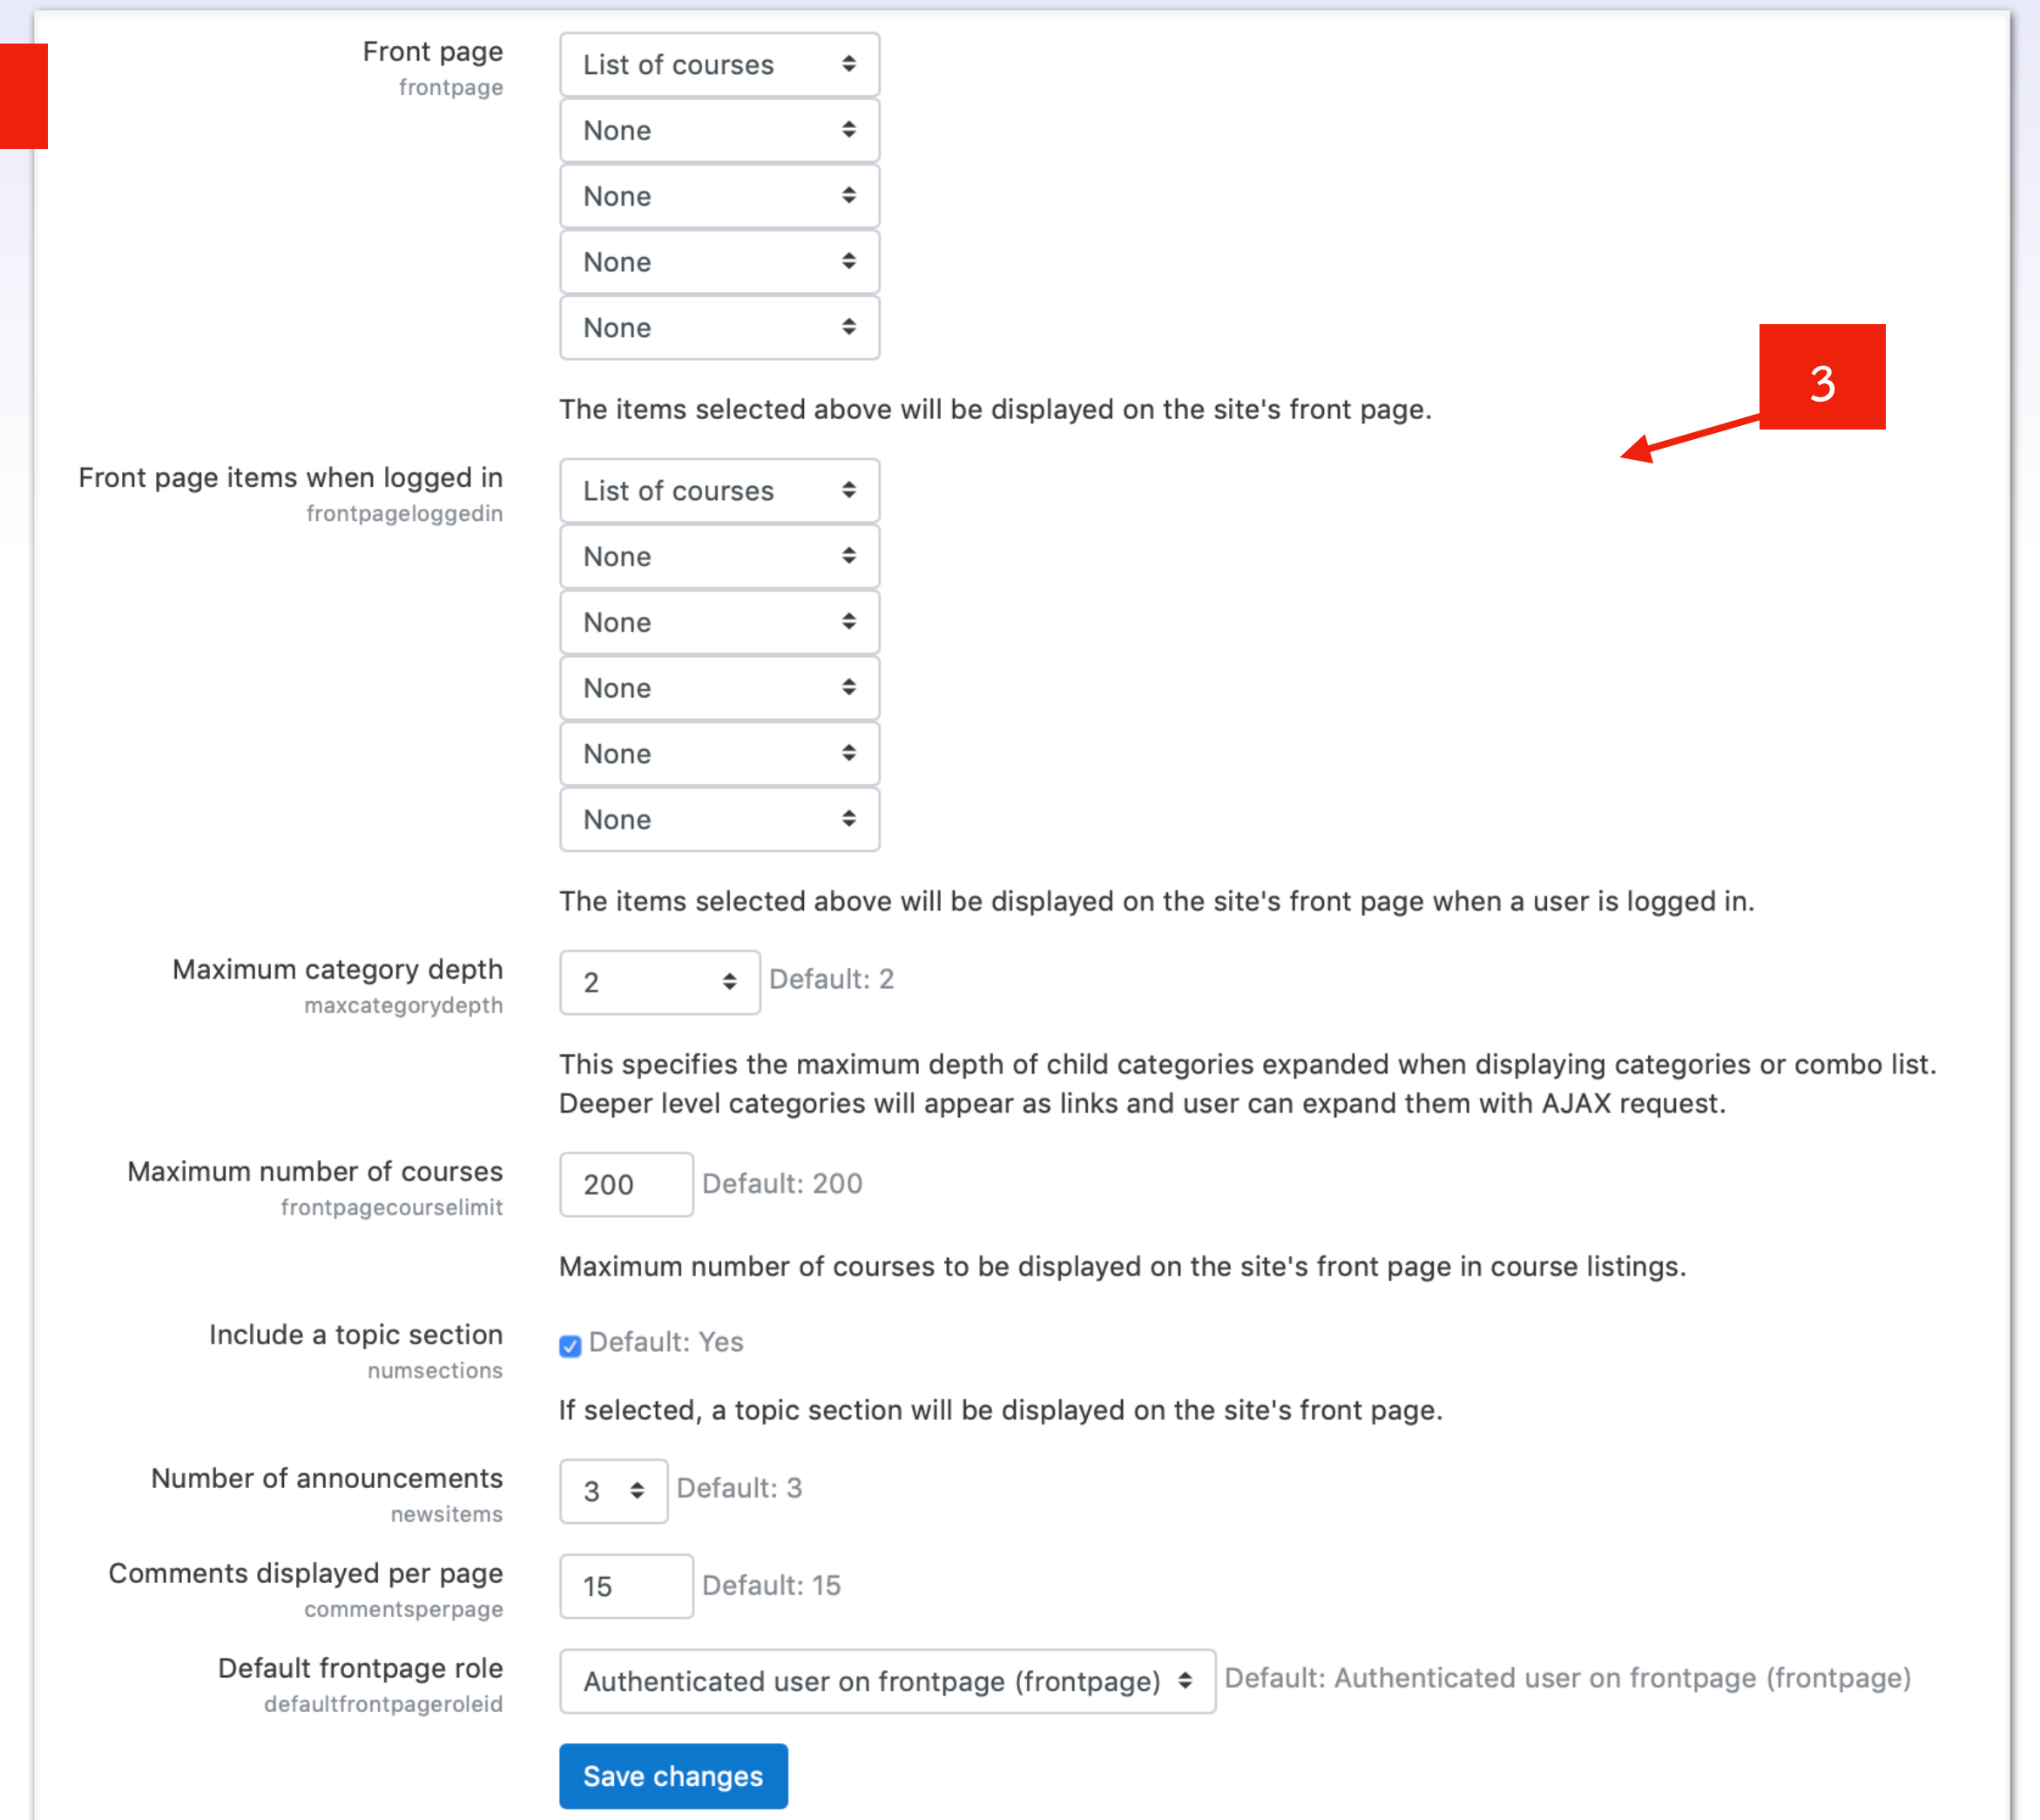 Front page
frontpage
List of courses
None
None
None
None
The items selected above will be displayed on the site's front page.
3
Front page items when logged in
frontpageloggedin
List of courses
None
None
None
None
None
The items selected above will be displayed on the site's front page when a user is logged in.
Maximum category depth
maxcategorydepth
2 Default: 2
This specifies the maximum depth of child categories expanded when displaying categories or combo list.
Deeper level categories will appear as links and user can expand them with AJAX request.
Maximum number of courses
frontpagecourselimit
200 Default: 200
Maximum number of courses to be displayed on the site's front page in course listings.
Include a topic section
numsections
Default: Yes
If selected, a topic section will be displayed on the site's front page.
Number of announcements
newsitems
3 Default: 3
Comments displayed per page
commentsperpage
15 Default: 15
Default frontpage role
defaultfrontpageroleid
Authenticated user on frontpage (frontpage) Default: Authenticated user on frontpage (frontpage)
Save changes